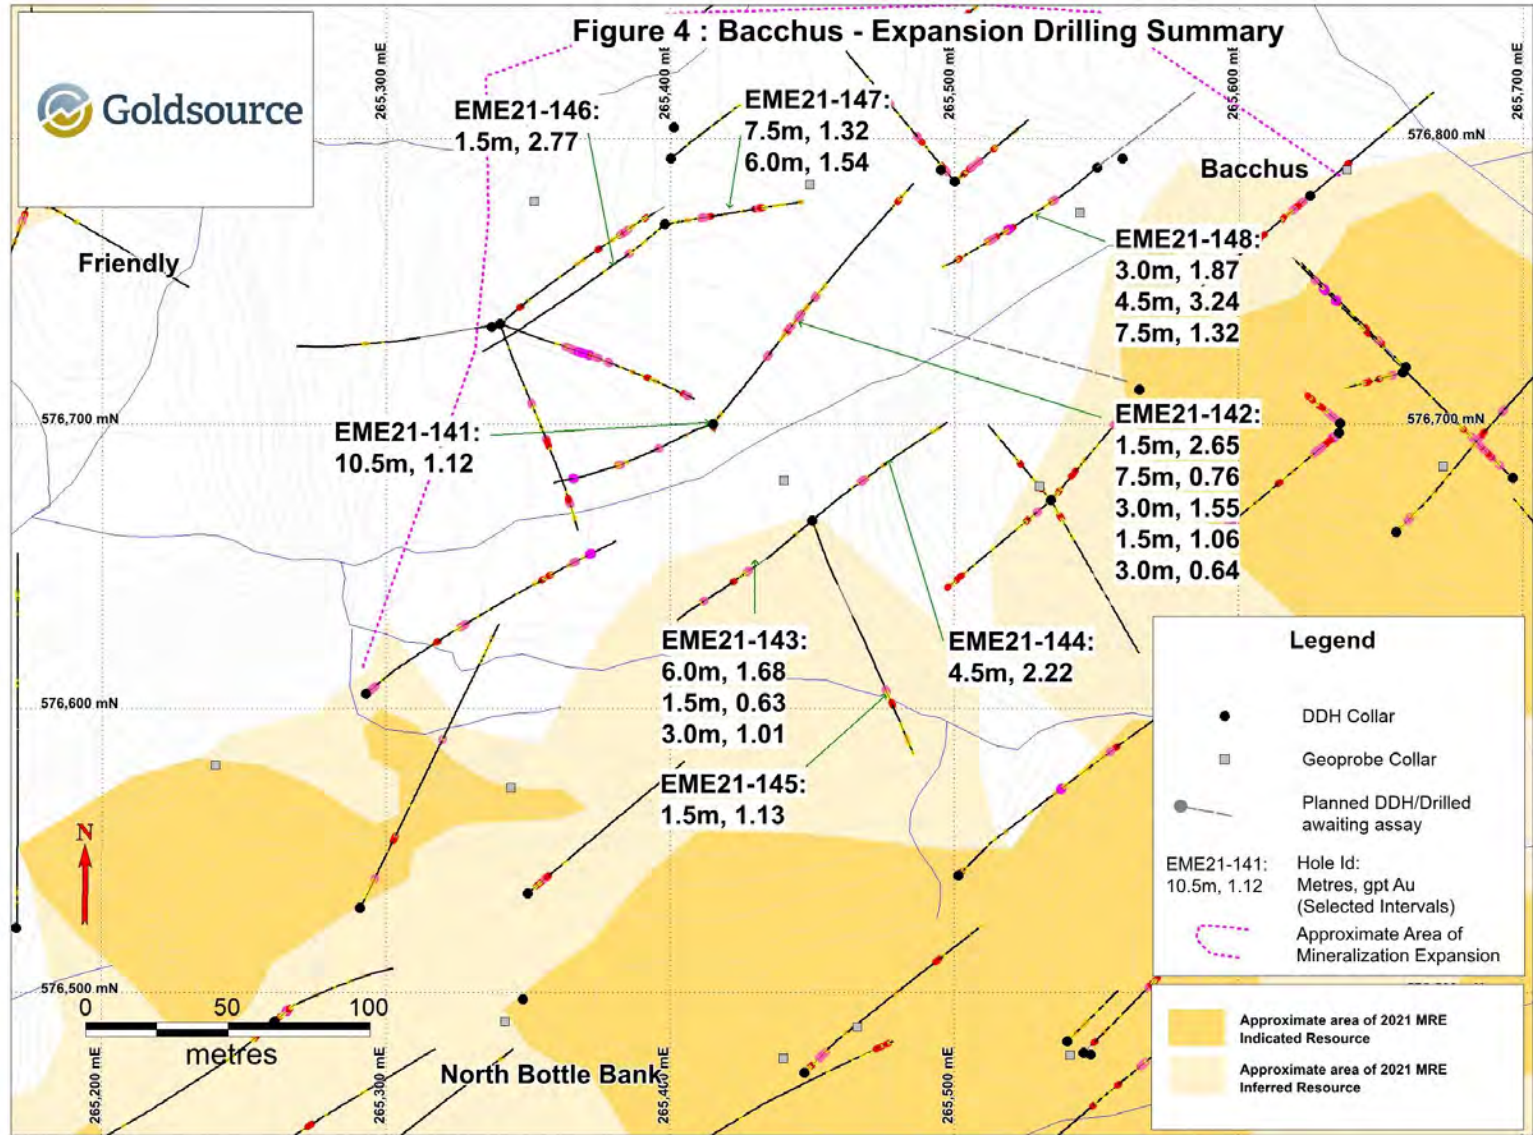 Figure 4 : Bacchus - Expansion Drilling Summary
Goldsource
265,300 mE
265,400 mE
265,500 mE
265,600 mE
265,700 mE
EME21-146:
1.5m, 2.77
EME21-147:
7.5m, 1.32
6.0m, 1.54
576,800 mN
Bacchus
Friendly
EME21-148:
3.0m, 1.87
4.5m, 3.24
7.5m, 1.32
576,700 mN
576,700 mN
EME21-141:
10.5m, 1.12
EME21-142:
1.5m, 2.65
7.5m, 0.76
3.0m, 1.55
1.5m, 1.06
3.0m, 0.64
EME21-143:
6.0m, 1.68
1.5m, 0.63
3.0m, 1.01
EME21-144:
4.5m, 2.22
576,600 mN
EME21-145:
1.5m, 1.13
N
576,500 mN
0 50 100
metres
North Bottle Bank
265,200 mE
265,300 mE
265,400 mE
265,500 mE
Legend
DDH Collar
Geoprobe Collar
Planned DDH/Drilled
awaiting assay
EME21-141:
10.5m, 1.12
Hole Id:
Metres, gpt Au
(Selected Intervals)
Approximate Area of
Mineralization Expansion
Approximate area of 2021 MRE
Indicated Resource
Approximate area of 2021 MRE
Inferred Resource